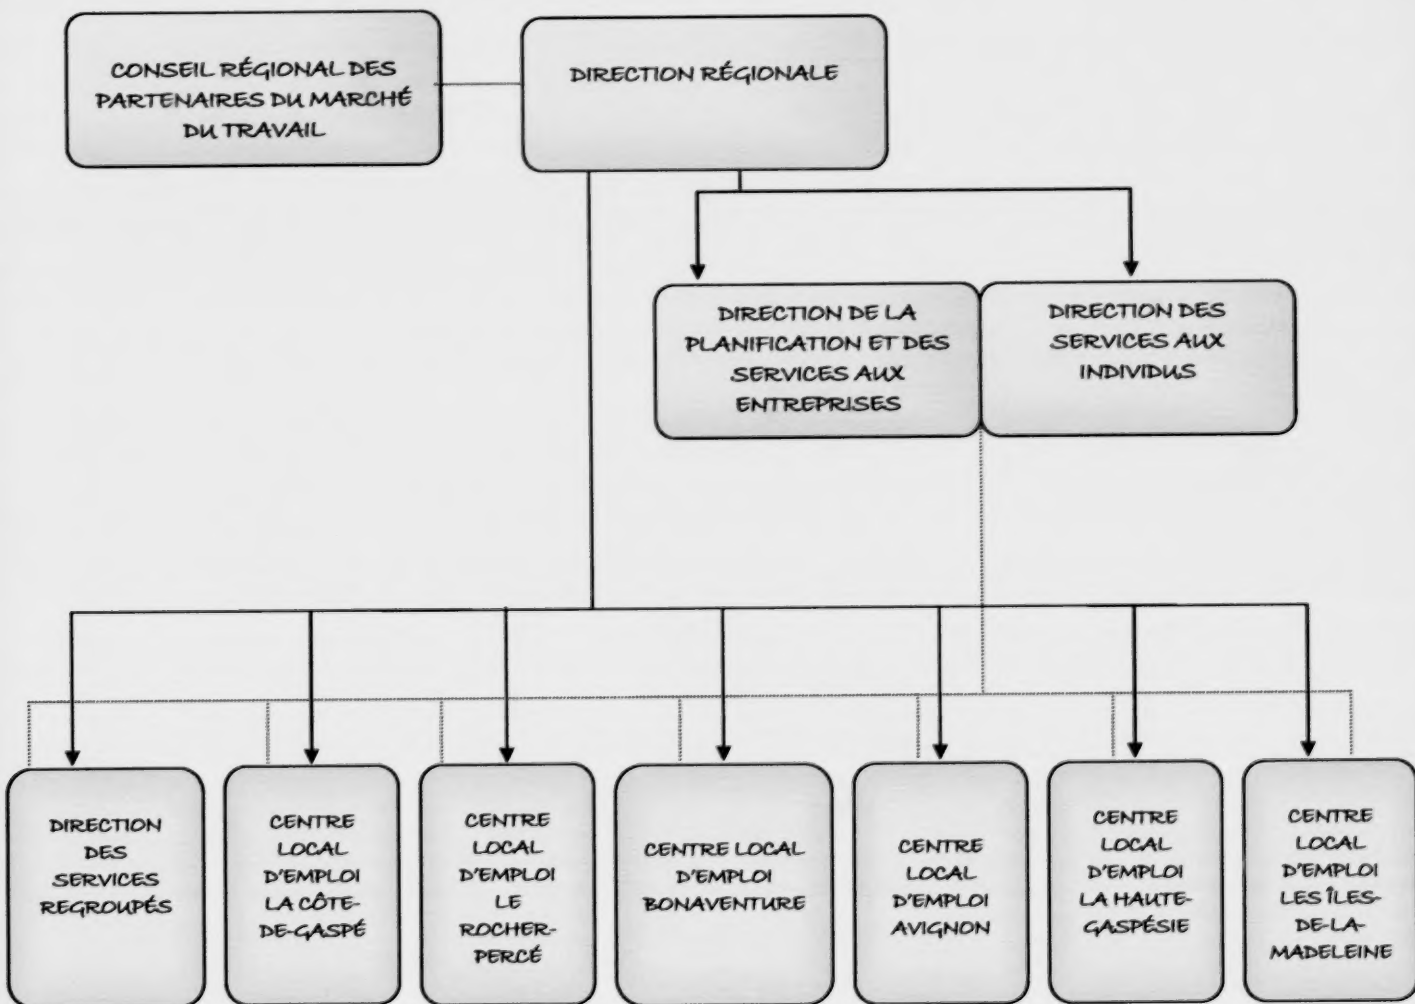 CONSEIL RÉGIONAL DES
PARTENAIRES DU MARCHÉ
DU TRAVAIL
DIRECTION RÉGIONALE
DIRECTION DE LA
PLANIFICATION ET DES
SERVICES AUX
ENTREPRISES
DIRECTION DES
SERVICES AUX
INDIVIDUS
DIRECTION
DES
SERVICES
REGROUPÉS
CENTRE
LOCAL
D'EMPLOI
LA CÔTE-
DE-GASPÉ
CENTRE
LOCAL
D'EMPLOI
LE
ROCHER-
PERCÉ
CENTRE LOCAL
D'EMPLOI
BONAVENTURE
CENTRE
LOCAL
D'EMPLOI
AVIGNON
CENTRE
LOCAL
D'EMPLOI
LA HAUTE-
GASPÉSIE
CENTRE
LOCAL
D'EMPLOI
LES ÎLES-
DE-LA-
MADELEINE